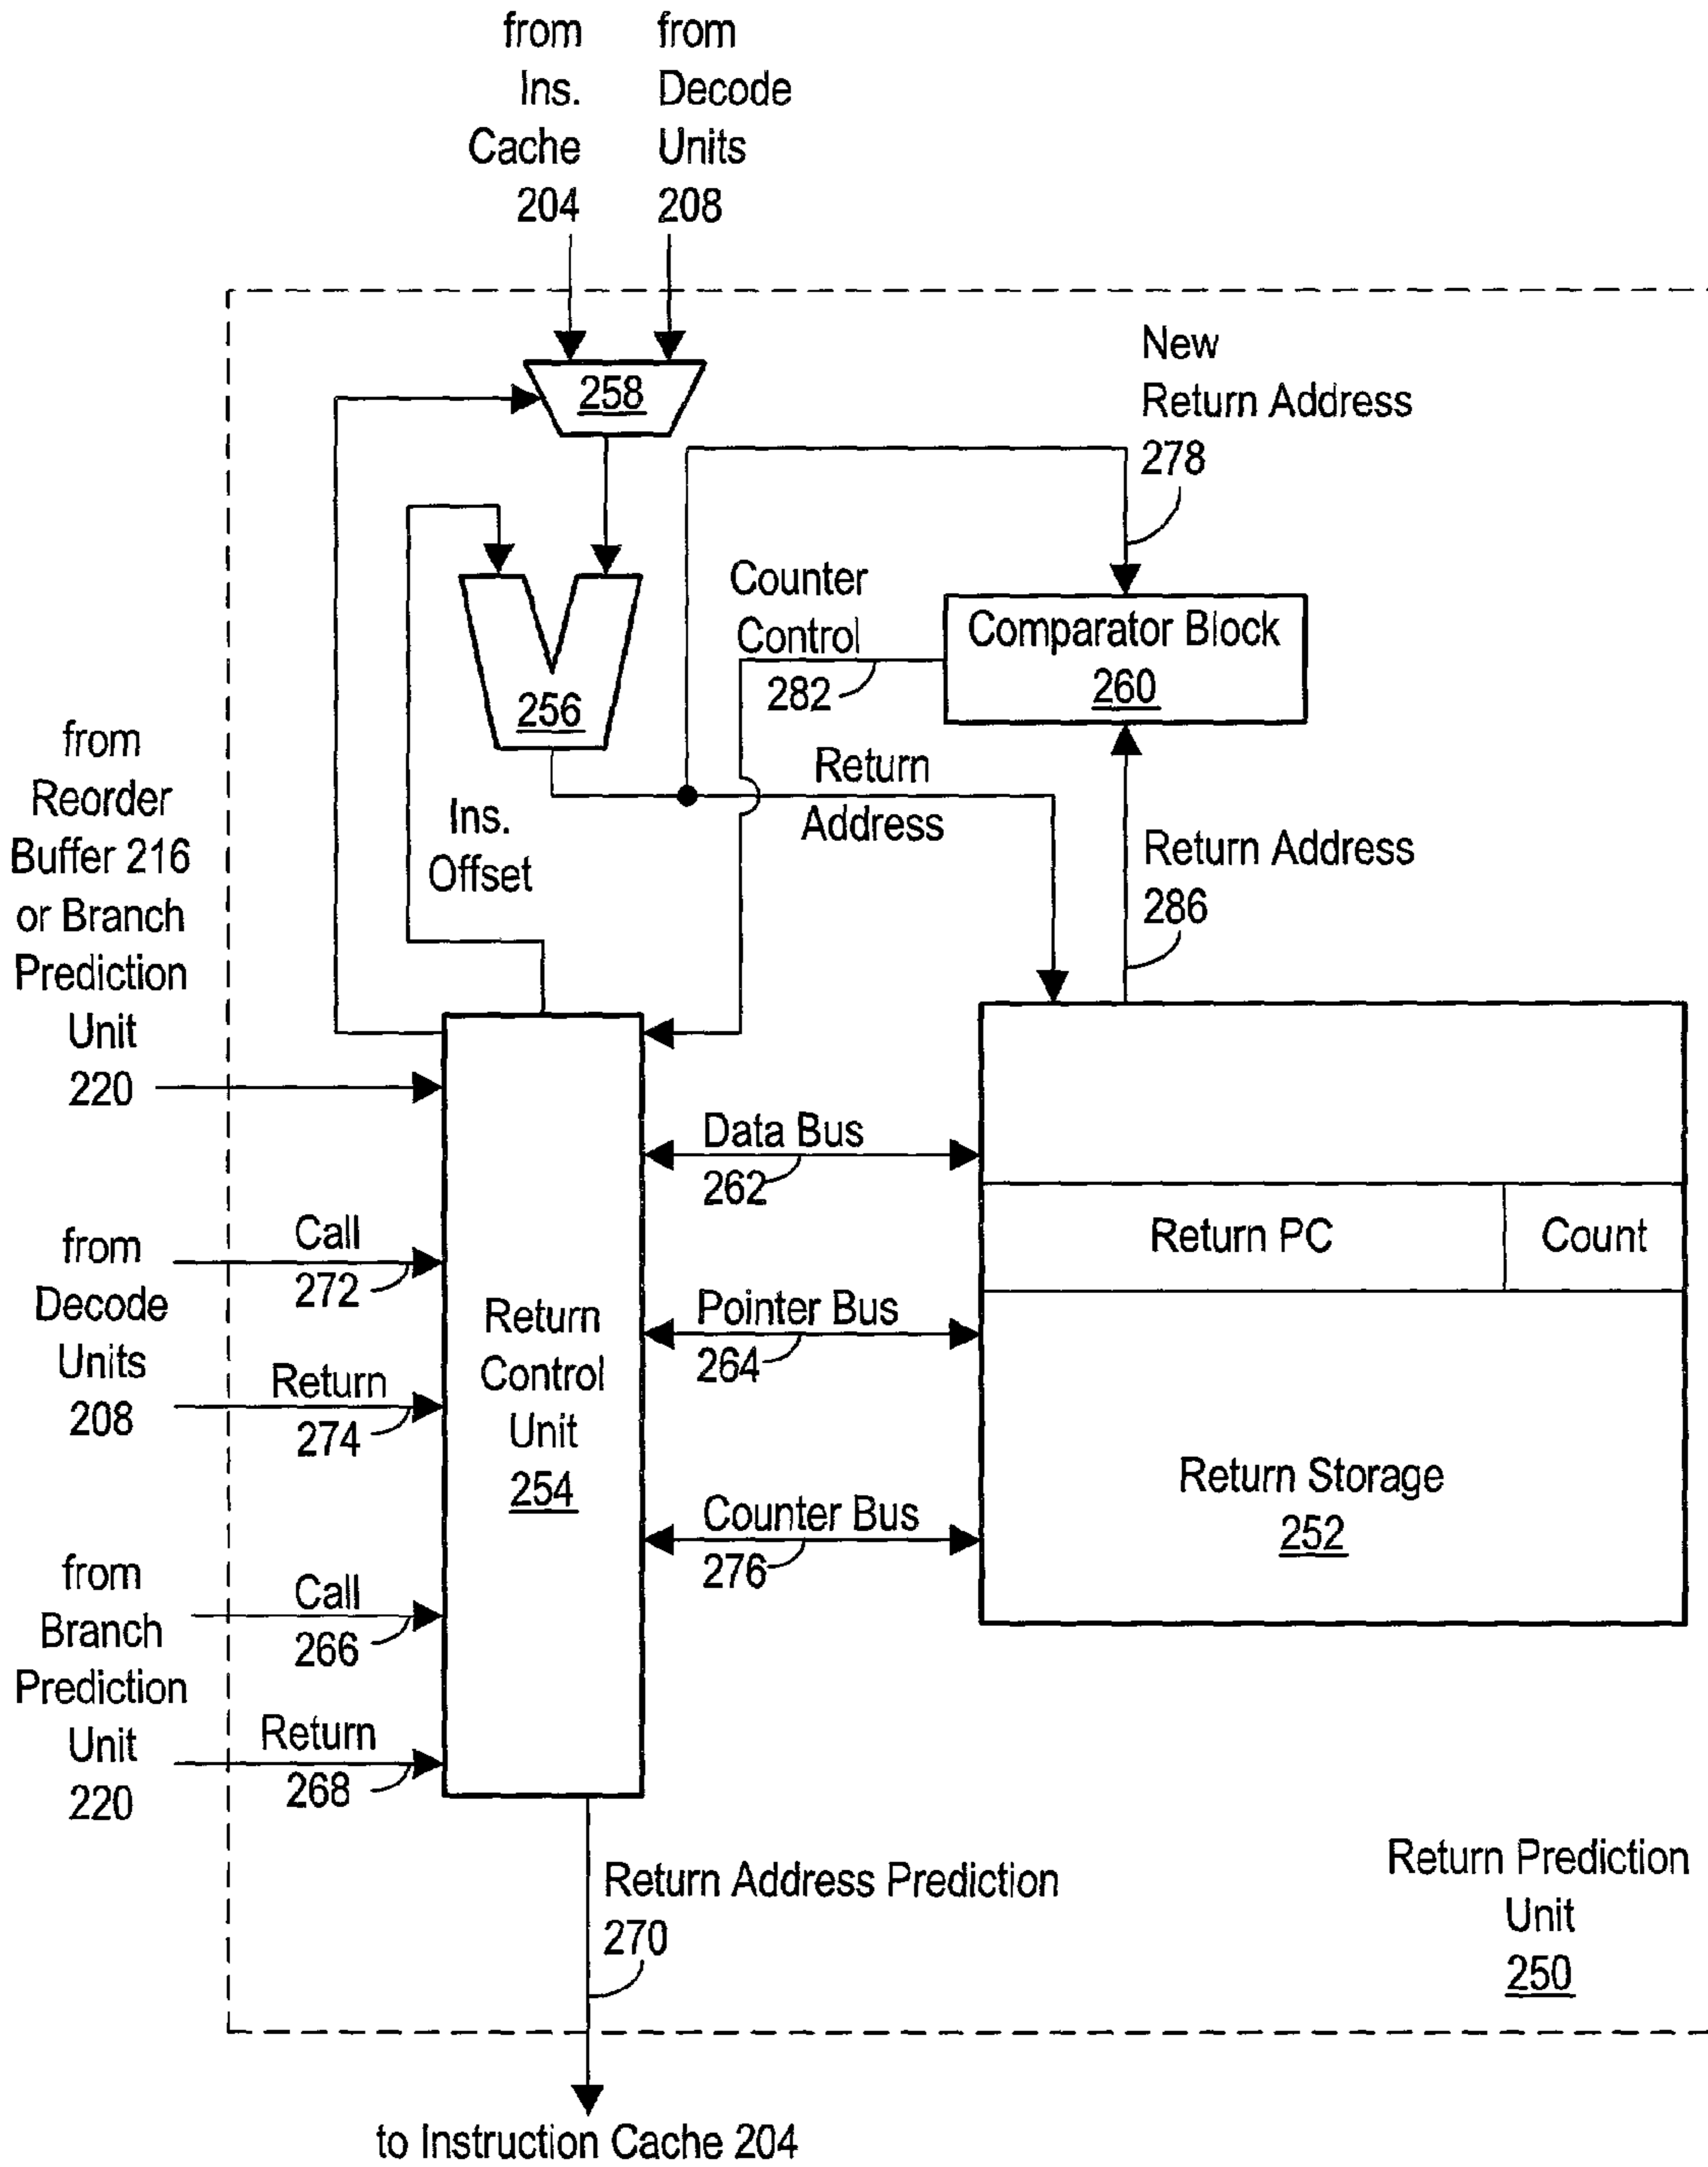 from
Ins.
Cache
204
from
Decode
Units
208
258
New
Return Address
278
Counter
Control
282
Comparator Block
260
256
Return
Address
Ins.
Offset
Return Address
286
from
Reorder
Buffer 216
or Branch
Prediction
Unit
220
Data Bus
262
Return PC
Count
from
Decode
Units
208
Call
272
Return
274
Return
Control
Unit
254
Pointer Bus
264
Return Storage
252
Counter Bus
276
from
Branch
Prediction
Unit
220
Call
266
Return
268
Return Address Prediction
270
Return Prediction
Unit
250
to Instruction Cache 204